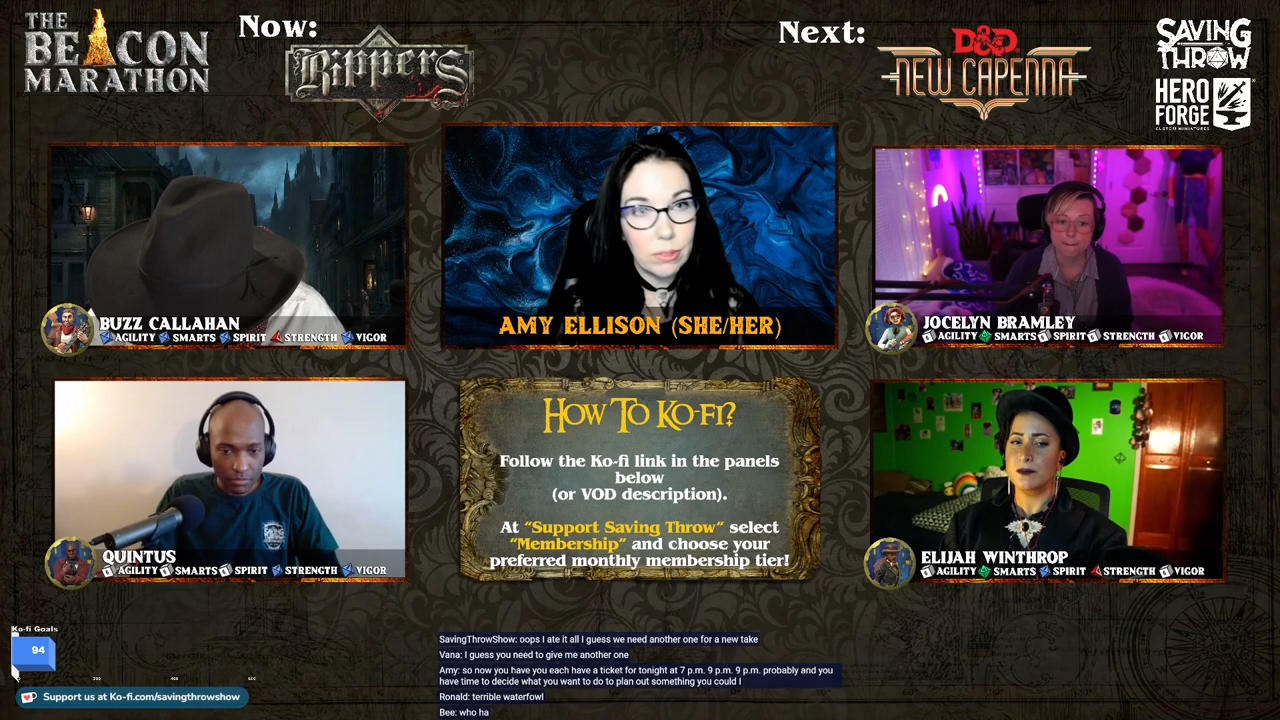 THE
BEACON
MARATHON
Now:
Rippers
Next:
D&D
NEW CAPENNA
SAVING
THROW
HERO
FORGE
CUSTOM MINIATURES
BUZZ CALLAHAN
AGILITY SMARTS SPIRIT STRENGTH VIGOR
AMY ELLISON (SHE/HER)
JOCELYN BRAMLEY
AGILITY SMARTS SPIRIT STRENGTH VIGOR
QUINTUS
AGILITY SMARTS SPIRIT STRENGTH VIGOR
How To Ko-fi?
Follow the Ko-fi link in the panels
below
(or VOD description).
At “Support Saving Throw” select
“Membership” and choose your
preferred monthly membership tier!
ELIJAH WINTHROP
AGILITY SMARTS SPIRIT STRENGTH VIGOR
Ko-fi Goals
94
Support us at Ko-fi.com/savingthrowshow
SavingThrowShow: oops I ate it all I guess we need another one for a new take
Vana: I guess you need to give me another one
Amy: so now you have you each have a ticket for tonight at 7 p.m. 9 p.m. 9 p.m. probably and you
have time to decide what you want to do to plan out something you could I
Ronald: terrible waterfowl
Bee: who ha